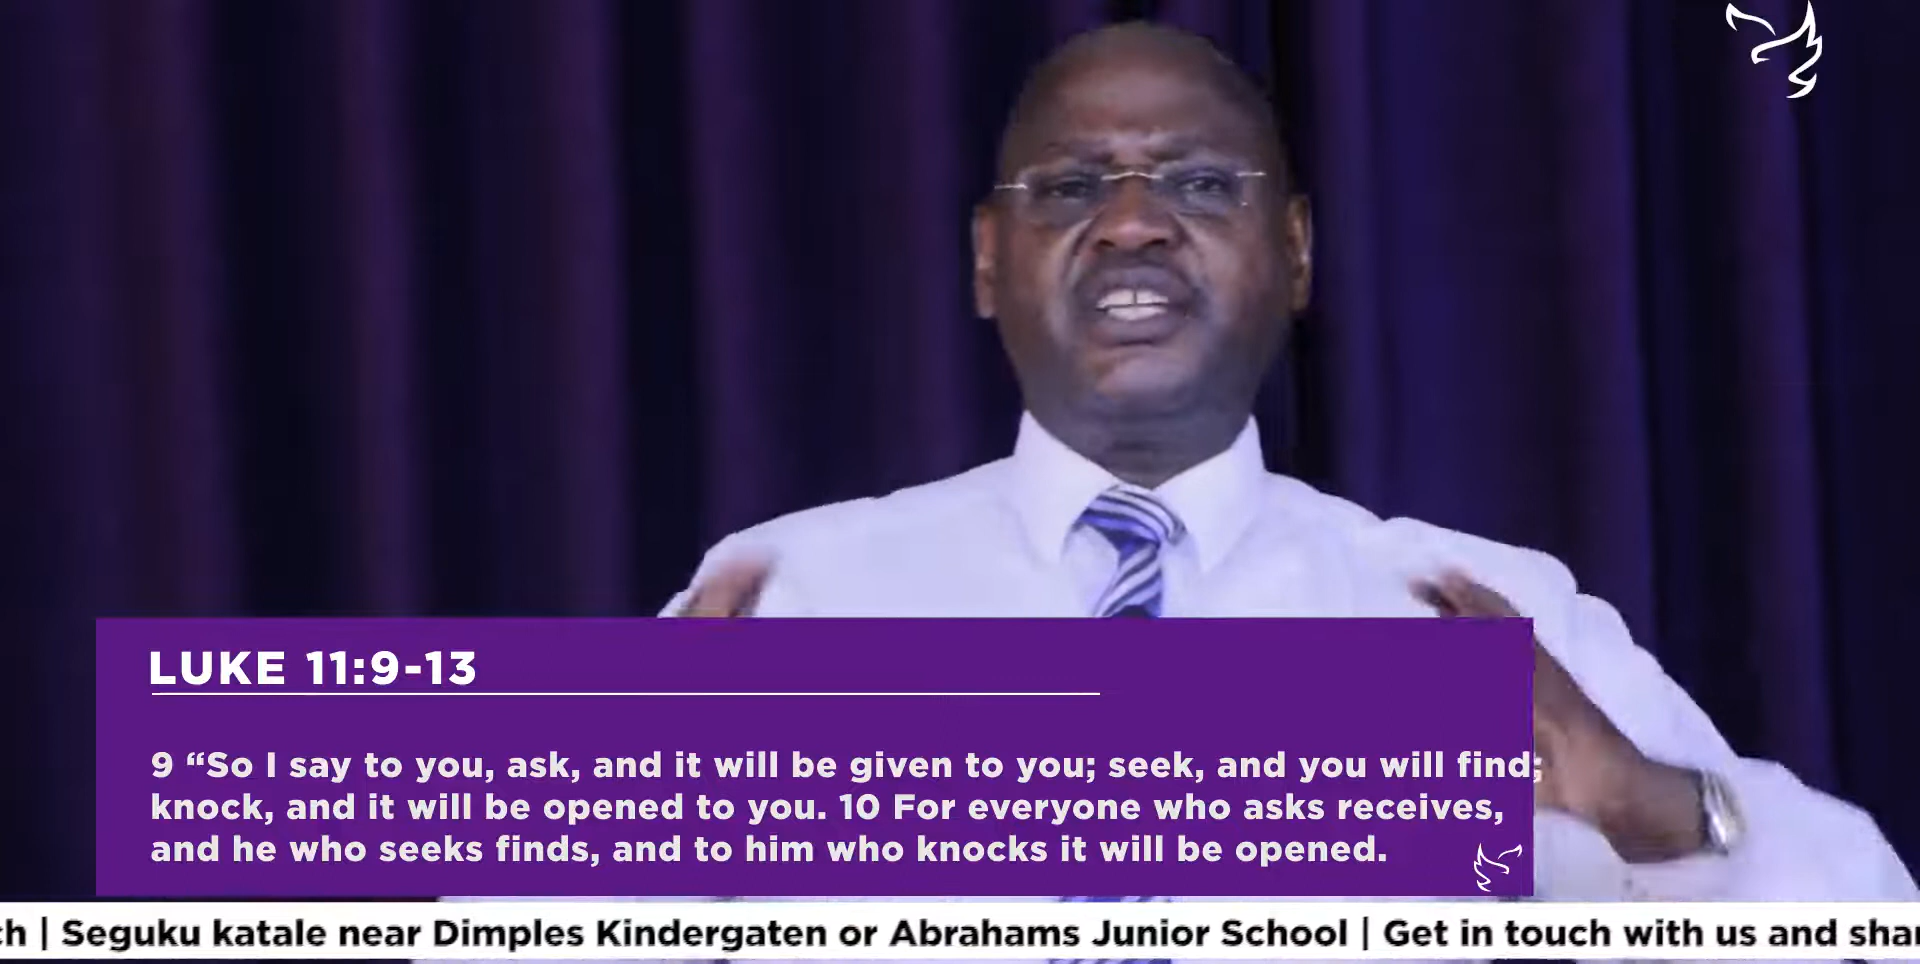 LUKE 11:9-13
9 “So I say to you, ask, and it will be given to you; seek, and you will find;
knock, and it will be opened to you. 10 For everyone who asks receives,
and he who seeks finds, and to him who knocks it will be opened.
ch | Seguku katale near Dimples Kindergaten or Abrahams Junior School | Get in touch with us and shar